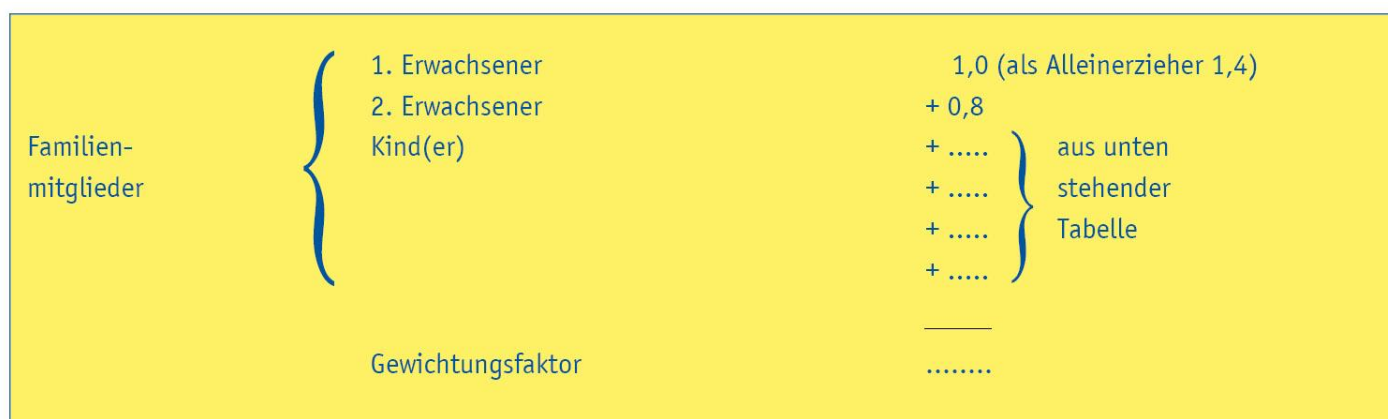 1. Erwachsener 1,0 (als Alleinerzieher 1,4)
2. Erwachsener + 0,8
Familien- Kind(er) + ..... aus unten
mitglieder + ..... stehender
+ ..... Tabelle
+ .....
Gewichtungsfaktor ........